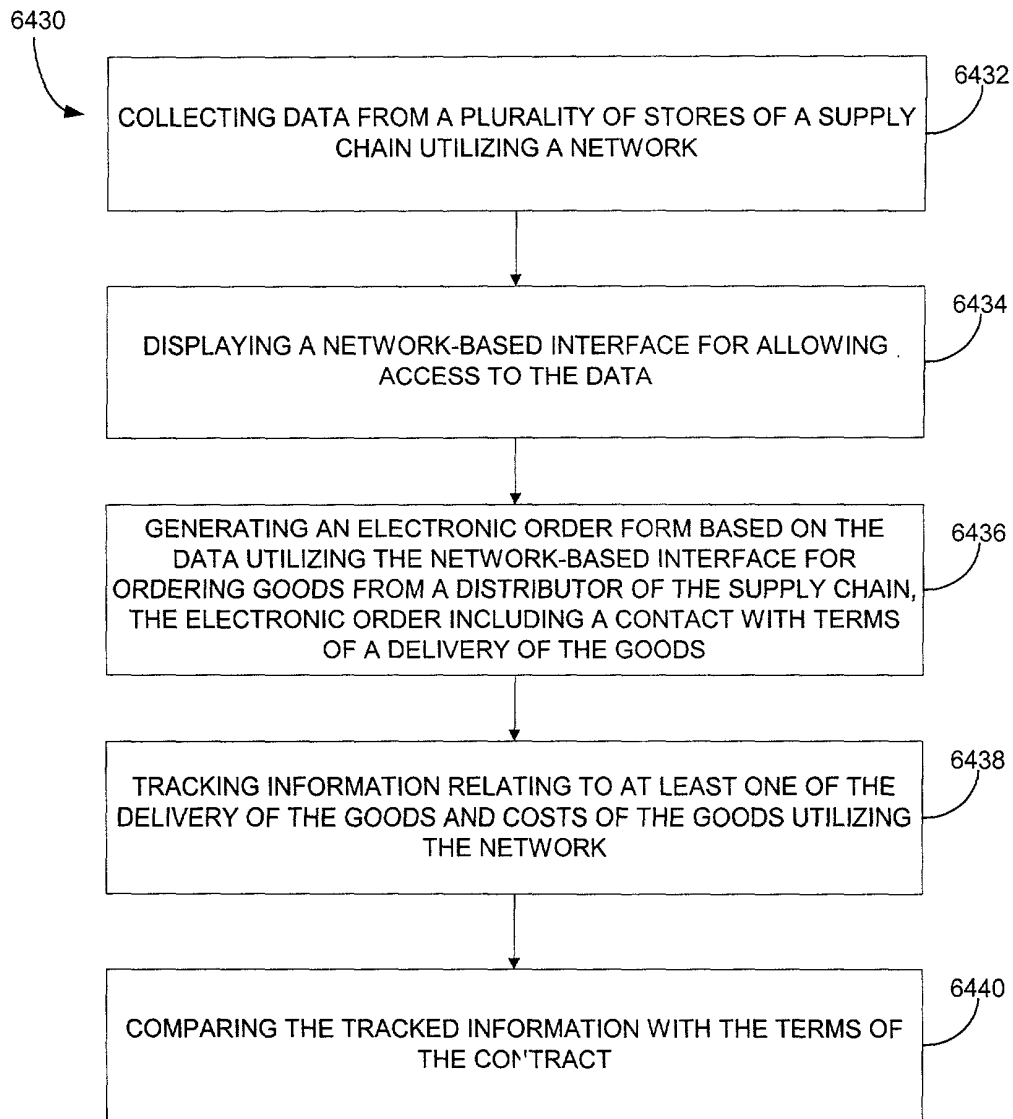 6430
6432
COLLECTING DATA FROM A PLURALITY OF STORES OF A SUPPLY
CHAIN UTILIZING A NETWORK
6434
DISPLAYING A NETWORK-BASED INTERFACE FOR ALLOWING
ACCESS TO THE DATA
6436
GENERATING AN ELECTRONIC ORDER FORM BASED ON THE
DATA UTILIZING THE NETWORK-BASED INTERFACE FOR
ORDERING GOODS FROM A DISTRIBUTOR OF THE SUPPLY CHAIN,
THE ELECTRONIC ORDER INCLUDING A CONTACT WITH TERMS
OF A DELIVERY OF THE GOODS
6438
TRACKING INFORMATION RELATING TO AT LEAST ONE OF THE
DELIVERY OF THE GOODS AND COSTS OF THE GOODS UTILIZING
THE NETWORK
6440
COMPARING THE TRACKED INFORMATION WITH THE TERMS OF
THE CONTRACT